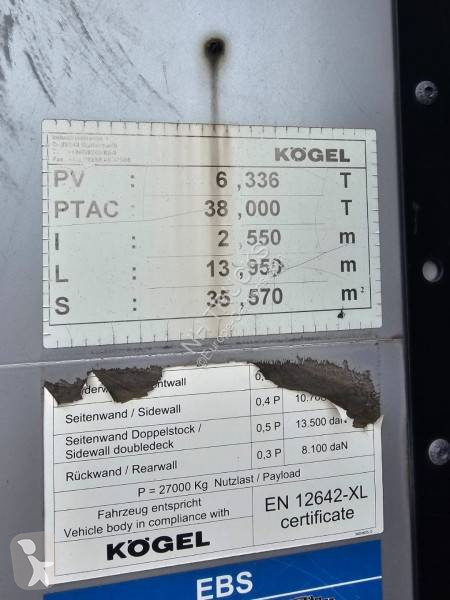 KÖGEL
PV : 6 ,336 T
PTAC : 38 ,000 T
I : 2 ,550 m
L : 13 ,950 m
S : 35 ,570 m²
Seitenwand / Sidewall 0,4 P
Seitenwand Doppelstock / Sidewall doubledeck 0,5 P 13.500 daN
Rückwand / Rearwall 0,3 P 8.100 daN
P = 27000 Kg Nutzlast / Payload
Fahrzeug entspricht
Vehicle body in compliance with
KÖGEL
EN 12642-XL
certificate
EBS